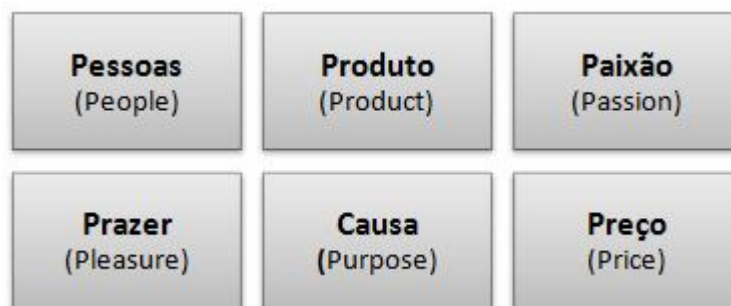 Pessoas
(People)
Produto
(Product)
Paixão
(Passion)
Prazer
(Pleasure)
Causa
(Purpose)
Preço
(Price)